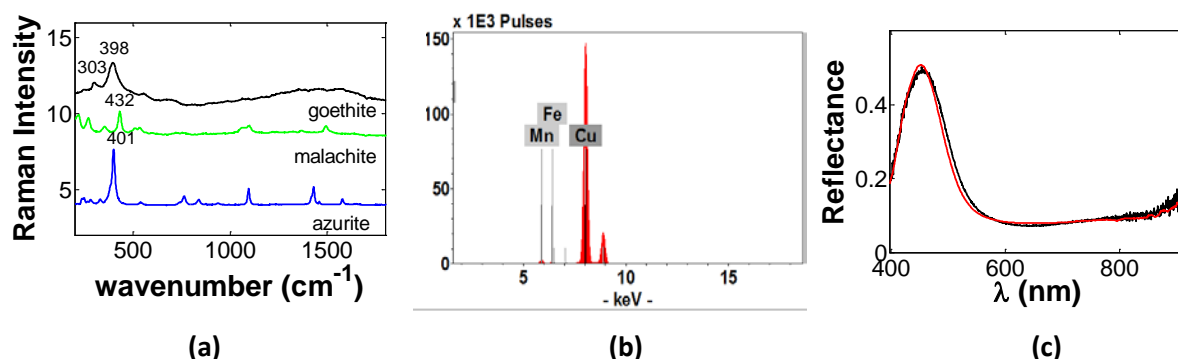 15
10
5
398
303
432
401
goethite
malachite
azurite
Raman Intensity
500 1000 1500
wavenumber (cm⁻¹)
(a)
x 1E3 Pulses
150
100
50
0
Fe
Mn
Cu
5 10 15
- keV -
(b)
Reflectance
0.4
0.2
0
400 600 800
λ (nm)
(c)